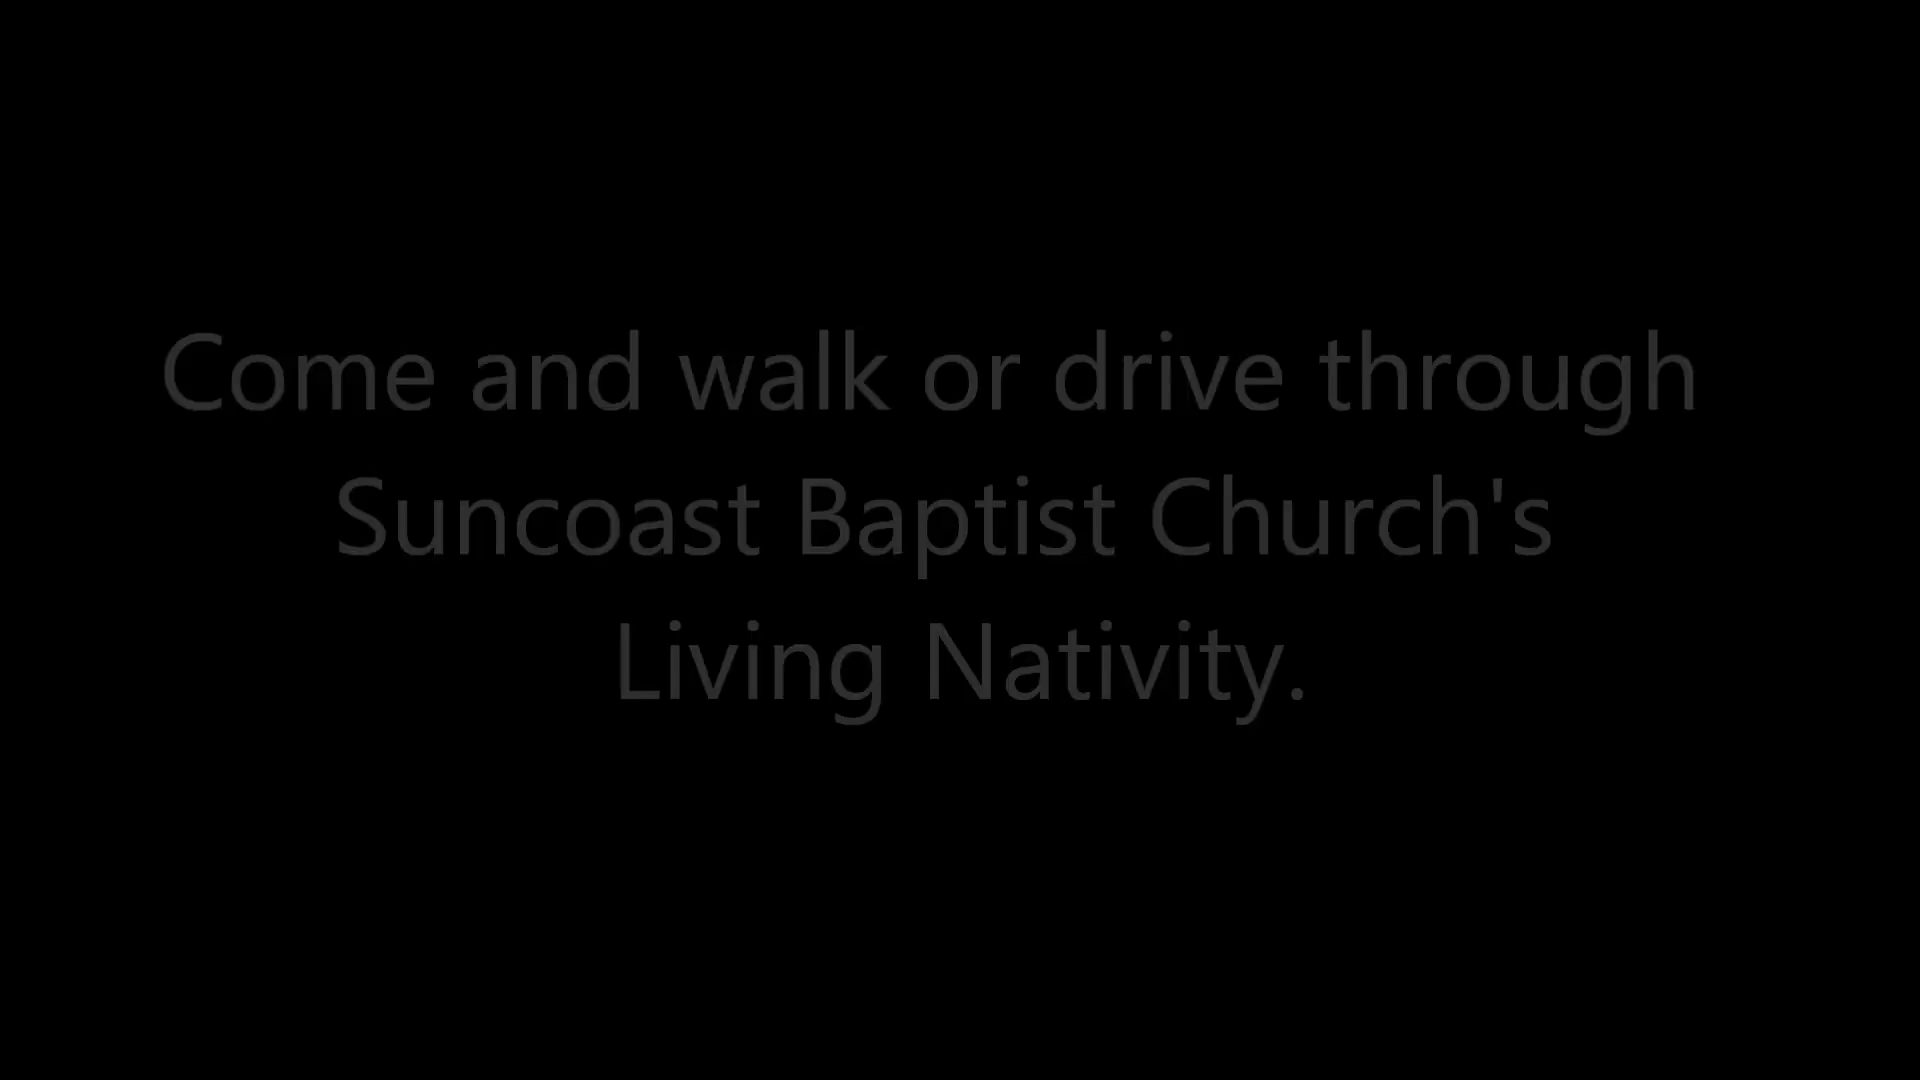 Come and walk or drive through
Suncoast Baptist Church's
Living Nativity.